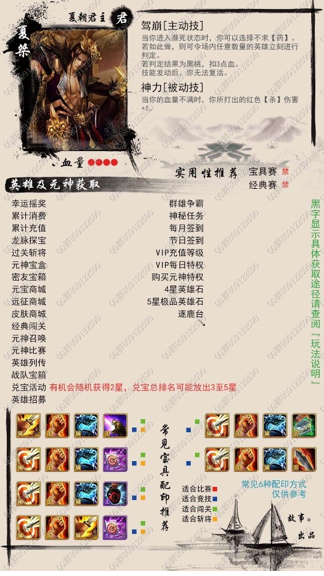 夏朝君主 君
夏桀
驾崩[主动技]
当你进入濒死状态时，你可以选择不求【药】。
若如此做，则可令场内任意数量的英雄立刻进行
判定。
若判定结果为黑桃，扣3点血。
技能发动后，你无法复活。
神力[被动技]
当你的血量不满时，你所打出的红色【杀】伤害
+1。
血量
实用性推荐
宝具赛 禁
经典赛 禁
英雄及元神获取
幸运摇奖
累计消费
累计充值
龙脉探宝
过关斩将
元神宝盒
密友宝箱
元宝商城
远征商城
皮肤商城
经典闯关
元神召唤
元神比赛
英雄列传
战队宝箱
兑宝活动 有机会随机获得2星，兑宝总排名可能放出3至5星
英雄招募
群雄争霸
神秘任务
每月签到
节日签到
VIP充值等级
VIP每日特权
购买元神特权
4星英雄石
5星极品英雄石
逐鹿台
黑字显示具体获取途径请查阅『玩法说明』
常见宝具配印推荐
适合比赛
适合竞技
适合闯关
适合斩将
常见6种配印方式
仅供参考
故事。
出品